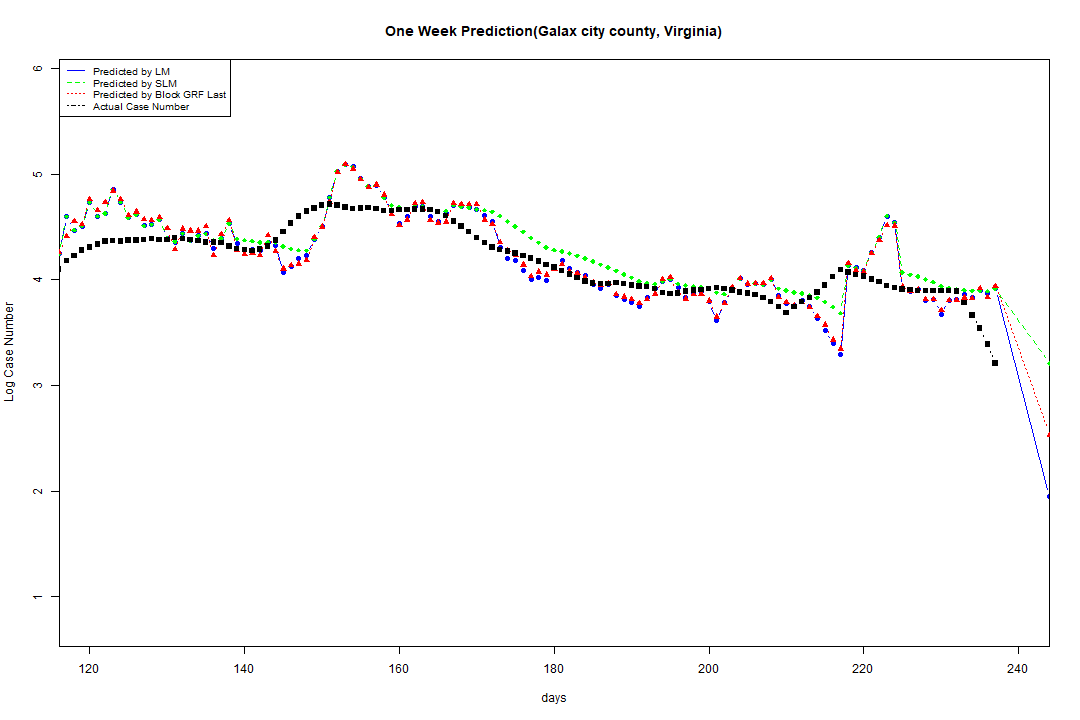 One Week Prediction(Galax city county, Virginia)
Predicted by LM
Predicted by SLM
Predicted by Block GRF Last
Actual Case Number
6
5
4
3
2
1
Log Case Number
120 140 160 180 200 220 240
days